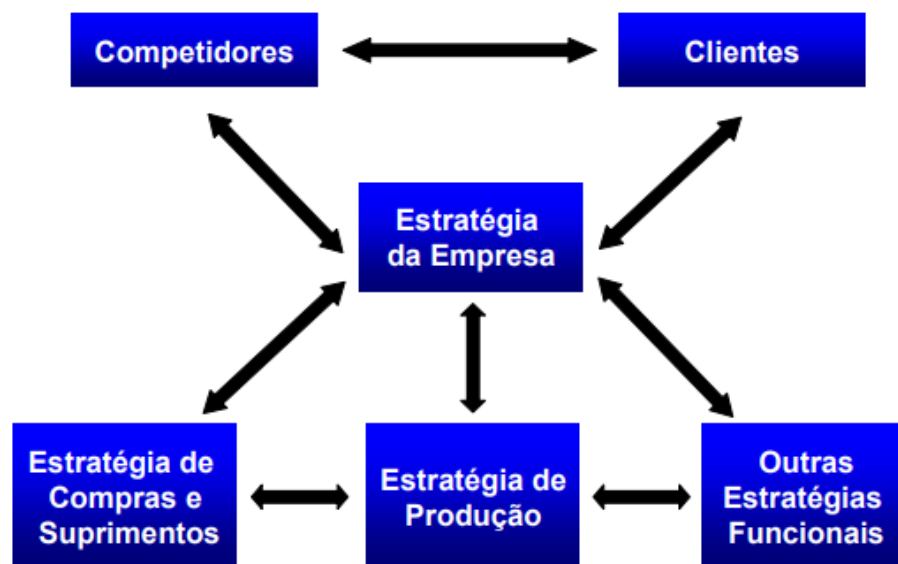 Competidores
Clientes
Estratégia
da Empresa
Estratégia de
Compras e
Suprimentos
Estratégia de
Produção
Outras
Estratégias
Funcionais